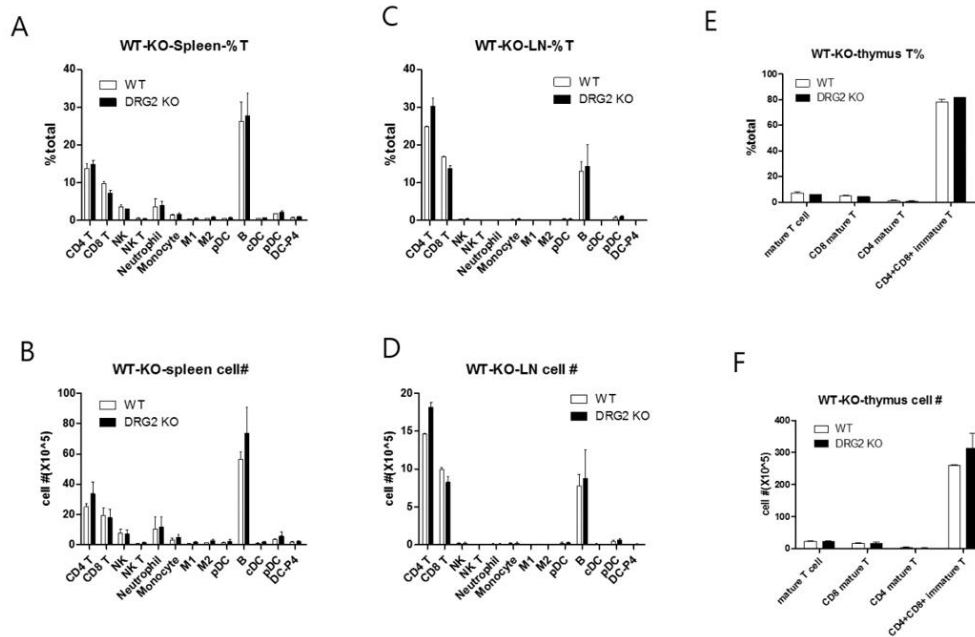 A
WT-KO-Spleen-%T
WT
DRG2 KO
%total
40
30
20
10
0
CD4 T
CD8 T
NK
NK T
Neutrophil
Monocyte
M1
M2
pDC
B
cDC
pDC
DC-P4
B
WT-KO-spleen cell#
WT
DRG2 KO
cell #(X10^5)
100
80
60
40
20
0
CD4 T
CD8 T
NK
NK T
Neutrophil
Monocyte
M1
M2
pDC
B
cDC
pDC
DC-P4
C
WT-KO-LN-%T
WT
DRG2 KO
%total
40
30
20
10
0
CD4 T
CD8 T
NK
NK T
Neutrophil
Monocyte
M1
M2
pDC
B
cDC
pDC
DC-P4
D
WT-KO-LN cell #
WT
DRG2 KO
cell #(X10^5)
20
15
10
5
0
CD4 T
CD8 T
NK
NK T
Neutrophil
Monocyte
M1
M2
pDC
B
cDC
pDC
DC-P4
E
WT-KO-thymus T%
WT
DRG2 KO
%total
100
80
60
40
20
0
mature T cell
CD8 mature T
CD4 mature T
CD4+CD8+ immature T
F
WT-KO-thymus cell #
WT
DRG2 KO
cell #(X10^5)
400
300
200
100
0
mature T cell
CD8 mature T
CD4 mature T
CD4+CD8+ immature T